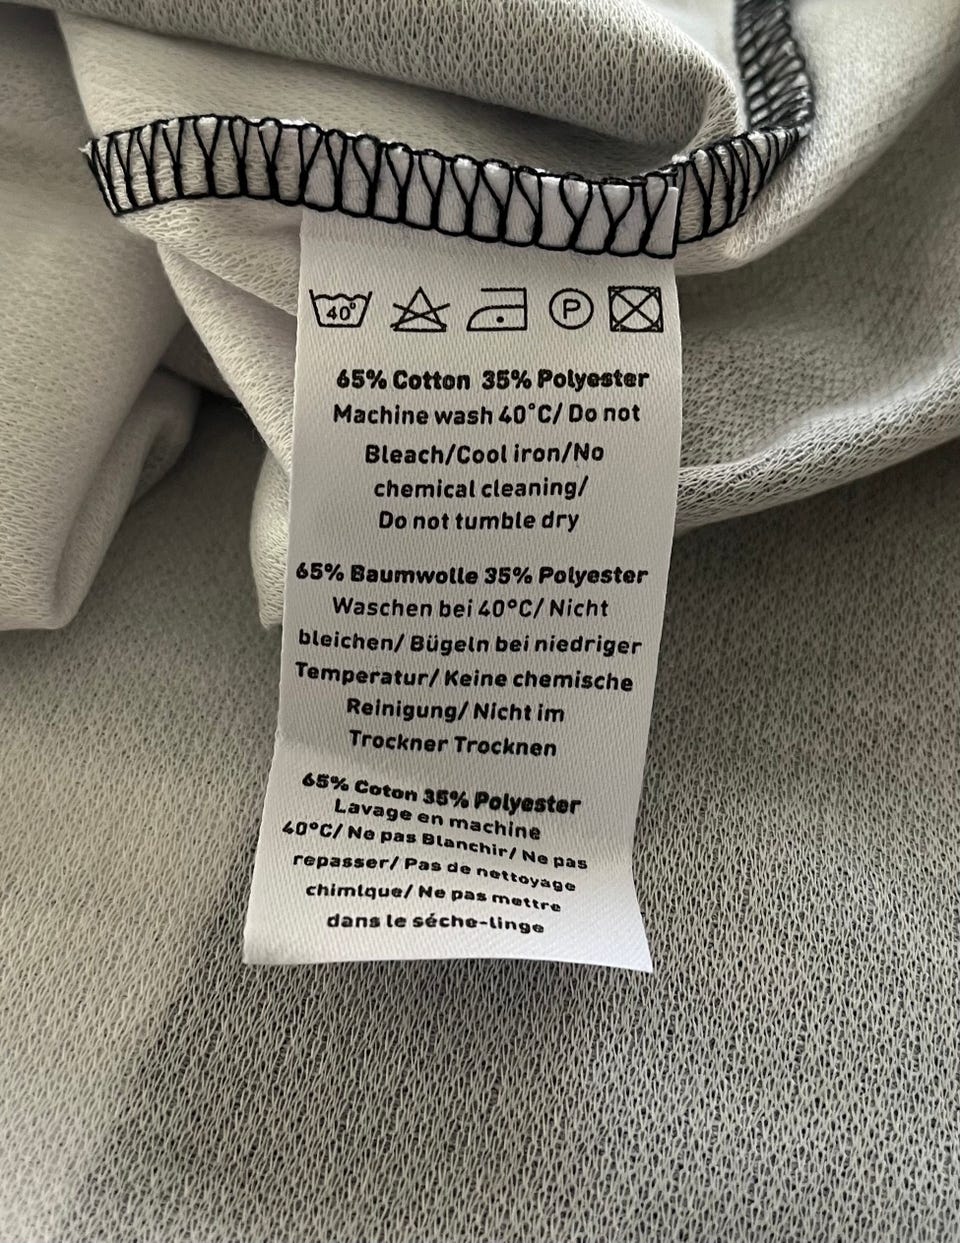 40°
P
65% Cotton 35% Polyester
Machine wash 40°C/ Do not
Bleach/Cool iron/No
chemical cleaning/
Do not tumble dry
65% Baumwolle 35% Polyester
Waschen bei 40°C/ Nicht
bleichen/ Bügeln bei niedriger
Temperatur/ Keine chemische
Reinigung/ Nicht im
Trockner Trocknen
65% Coton 35% Polyester
Lavage en machine
40°C/ Ne pas Blanchir/ Ne pas
repasser/ Pas de nettoyage
chimlque/ Ne pas mettre
dans le séche-linge